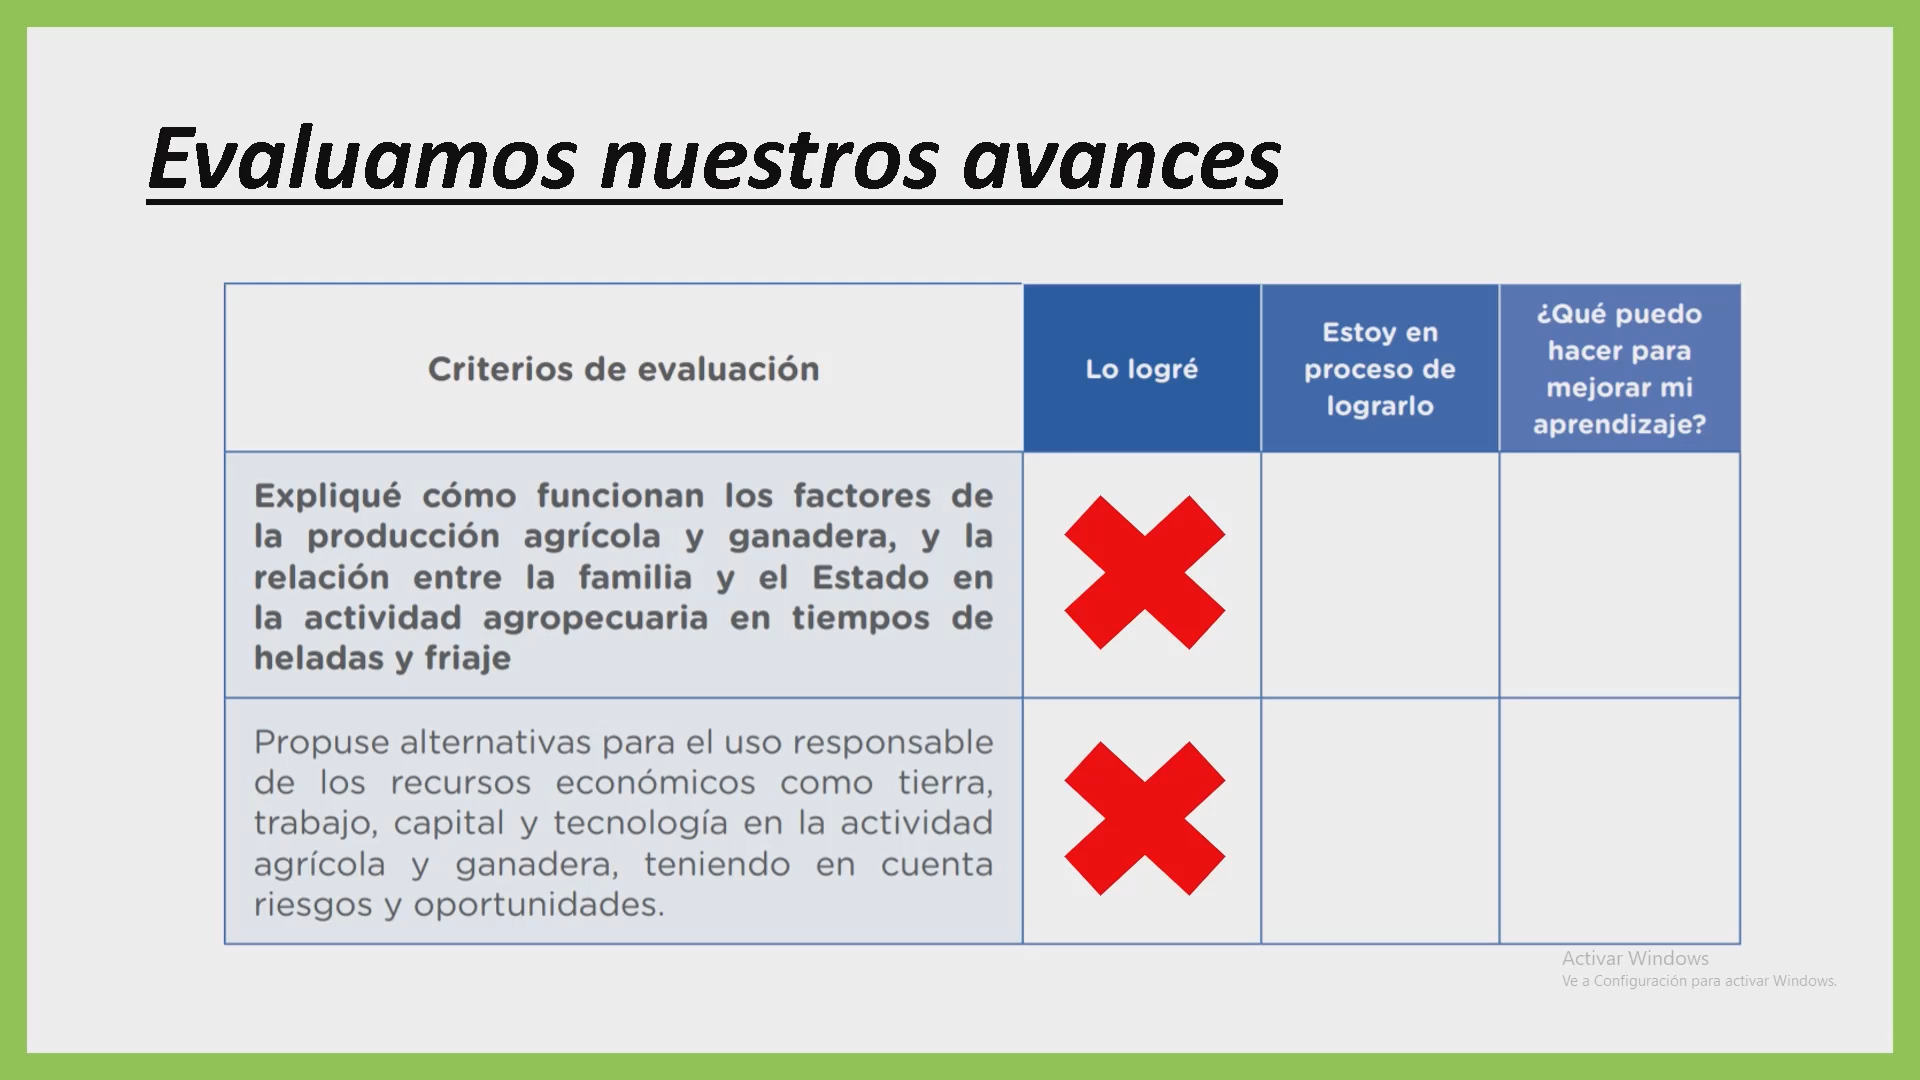 Evaluamos nuestros avances
Criterios de evaluación
Lo logré
Estoy en
proceso de
lograrlo
¿Qué puedo
hacer para
mejorar mi
aprendizaje?
Expliqué cómo funcionan los factores de
la producción agrícola y ganadera, y la
relación entre la familia y el Estado en
la actividad agropecuaria en tiempos de
heladas y friaje
Propuse alternativas para el uso responsable
de los recursos económicos como tierra,
trabajo, capital y tecnología en la actividad
agrícola y ganadera, teniendo en cuenta
riesgos y oportunidades.
Activar Windows
Ve a Configuración para activar Windows.